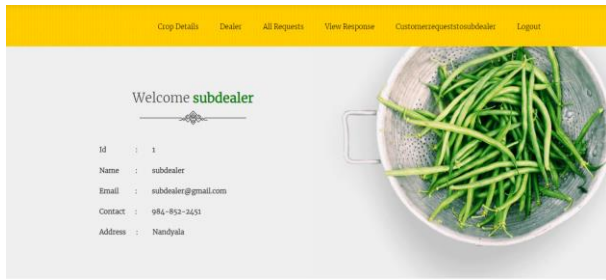 Crop Details Dealer All Requests View Response Customerrequeststosubdealer Logout
Welcome subdealer
Id : 1
Name : subdealer
Email : subdealer@gmail.com
Contact : 984-852-2451
Address : Nandyala